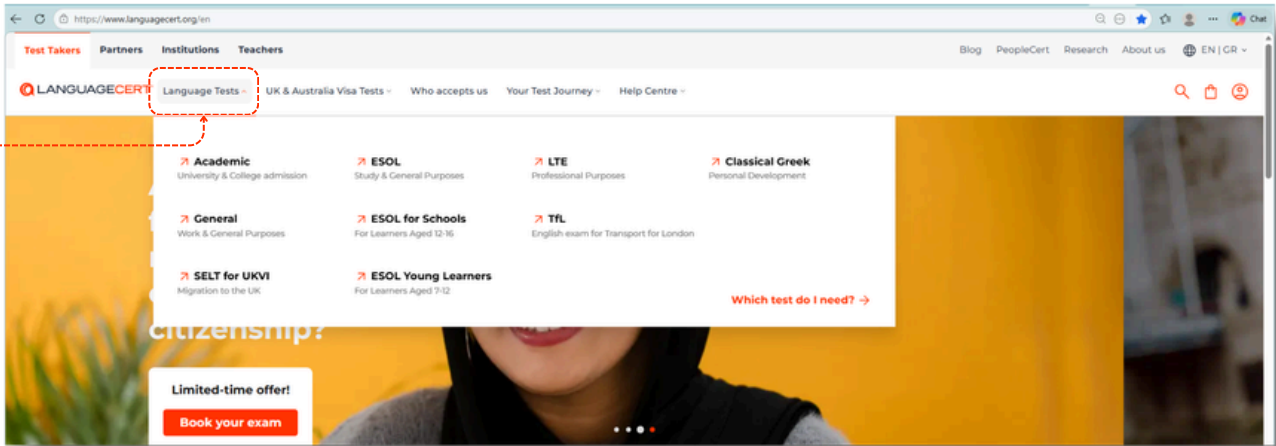 https://www.languagecert.org/en
Chat
Test Takers Partners Institutions Teachers
Blog PeopleCert Research About us EN | GR
LANGUAGECERT Language Tests UK & Australia Visa Tests Who accepts us Your Test Journey Help Centre
Academic ESOL LTE Classical Greek
University & College admission Study & General Purposes Professional Purposes Personal Development
General ESOL for Schools TfL
Work & General Purposes For Learners Aged 12-16 English exam for Transport for London
SELT for UKVI ESOL Young Learners
Migration to the UK For Learners Aged 7-12
Which test do I need?
citizenship?
Limited-time offer!
Book your exam